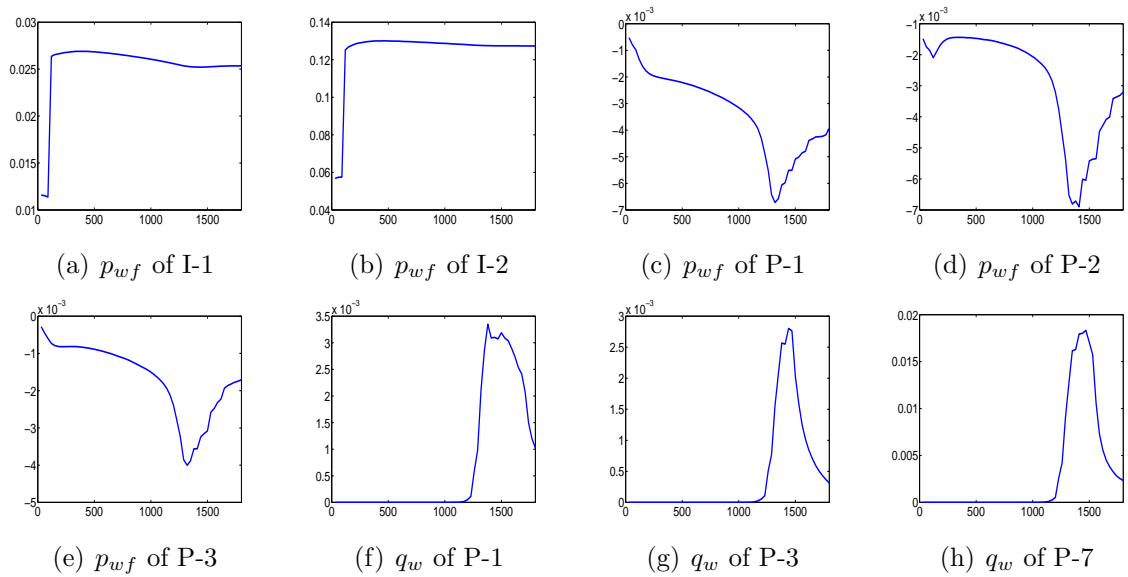 0.03
0.025
0.02
0.015
0.01
0 500 1000 1500
(a) p_wf of I-1
0.14
0.12
0.1
0.08
0.06
0.04
0 500 1000 1500
(b) p_wf of I-2
x 10^-3
0
−1
−2
−3
−4
−5
−6
−7
0 500 1000 1500
(c) p_wf of P-1
x 10^-3
−1
−2
−3
−4
−5
−6
−7
0 500 1000 1500
(d) p_wf of P-2
x 10^-3
0
−1
−2
−3
−4
−5
0 500 1000 1500
(e) p_wf of P-3
x 10^-3
3.5
3
2.5
2
1.5
1
0.5
0
0 500 1000 1500
(f) q_w of P-1
x 10^-3
3
2.5
2
1.5
1
0.5
0
0 500 1000 1500
(g) q_w of P-3
0.02
0.015
0.01
0.005
0
0 500 1000 1500
(h) q_w of P-7